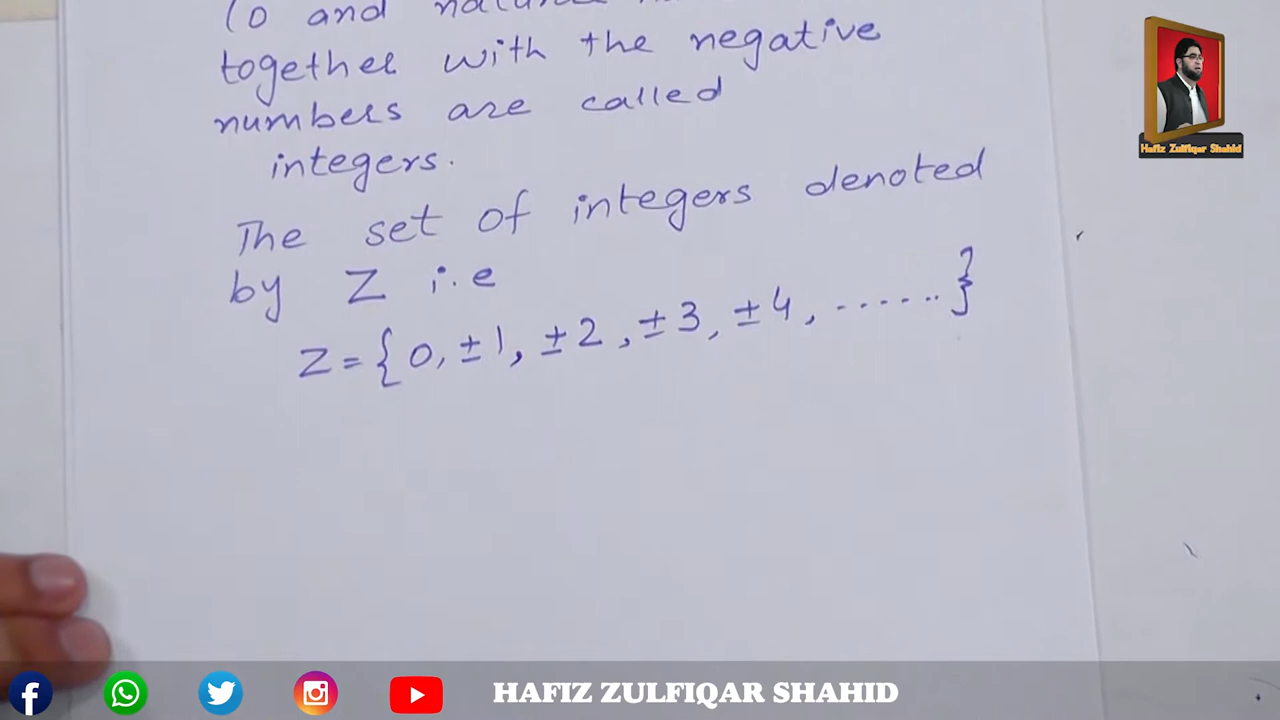 (0 and natural
together with the negative
numbers are called
integers.
The set of integers denoted
by Z i.e
Z={0, ±1, ±2, ±3, ±4, ......}
Hafiz Zulfiqar Shahid
HAFIZ ZULFIQAR SHAHID